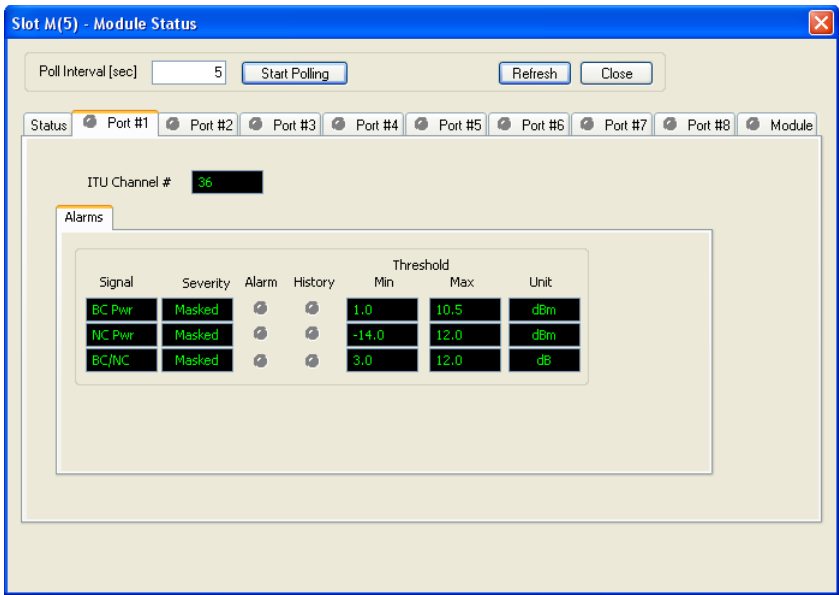 Slot M(5) - Module Status
Poll Interval [sec] 5 Start Polling Refresh Close
Status Port #1 Port #2 Port #3 Port #4 Port #5 Port #6 Port #7 Port #8 Module
ITU Channel # 36
Alarms
Threshold
Signal Severity Alarm History Min Max Unit
BC Pwr Masked 1.0 10.5 dBm
NC Pwr Masked -14.0 12.0 dBm
BC/NC Masked 3.0 12.0 dB